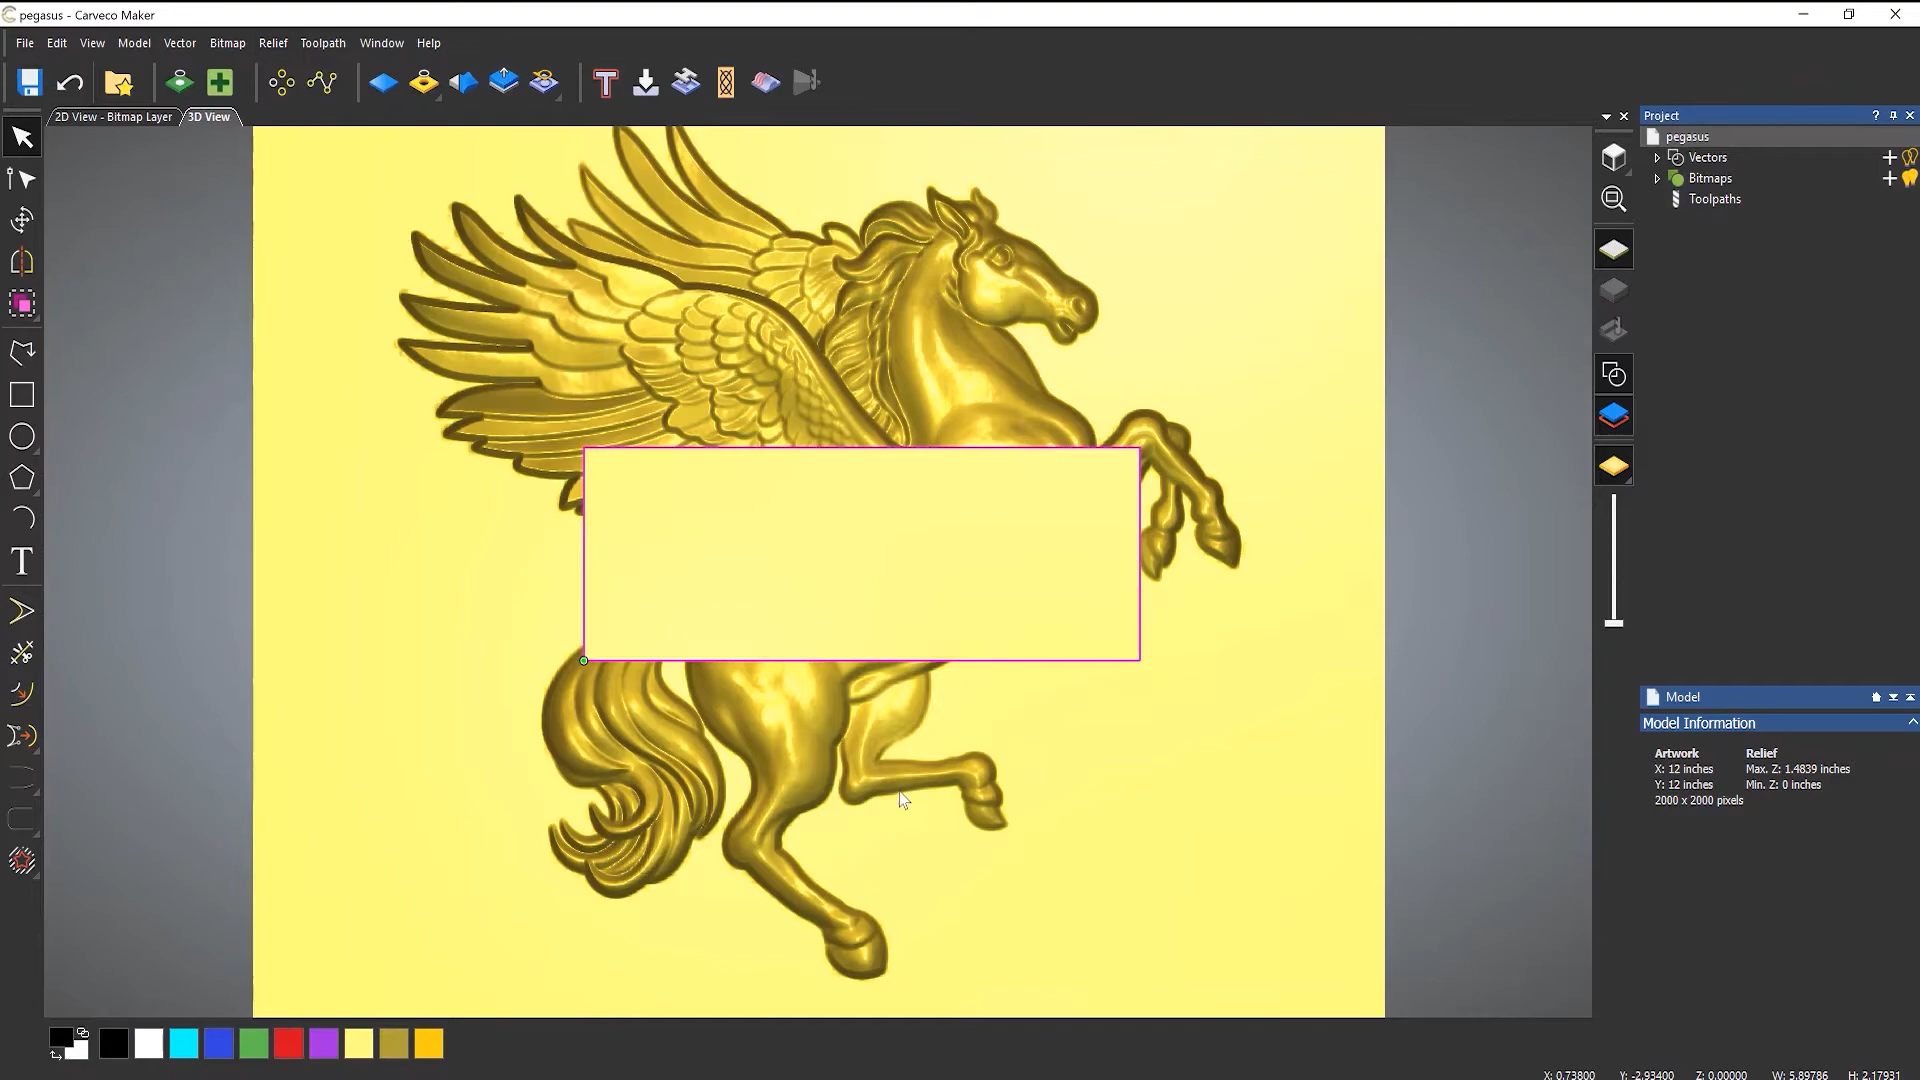 pegasus - Carveco Maker
File Edit View Model Vector Bitmap Relief Toolpath Window Help
2D View - Bitmap Layer 3D View
Project ?
pegasus
Vectors
Bitmaps
Toolpaths
T
T
Model
Model Information
Artwork Relief
X: 12 inches Max. Z: 1.4839 inches
Y: 12 inches Min. Z: 0 inches
2000 x 2000 pixels
X: 0.73800 Y: -2.93400 Z: 0.00000 W: 5.89786 H: 2.17931